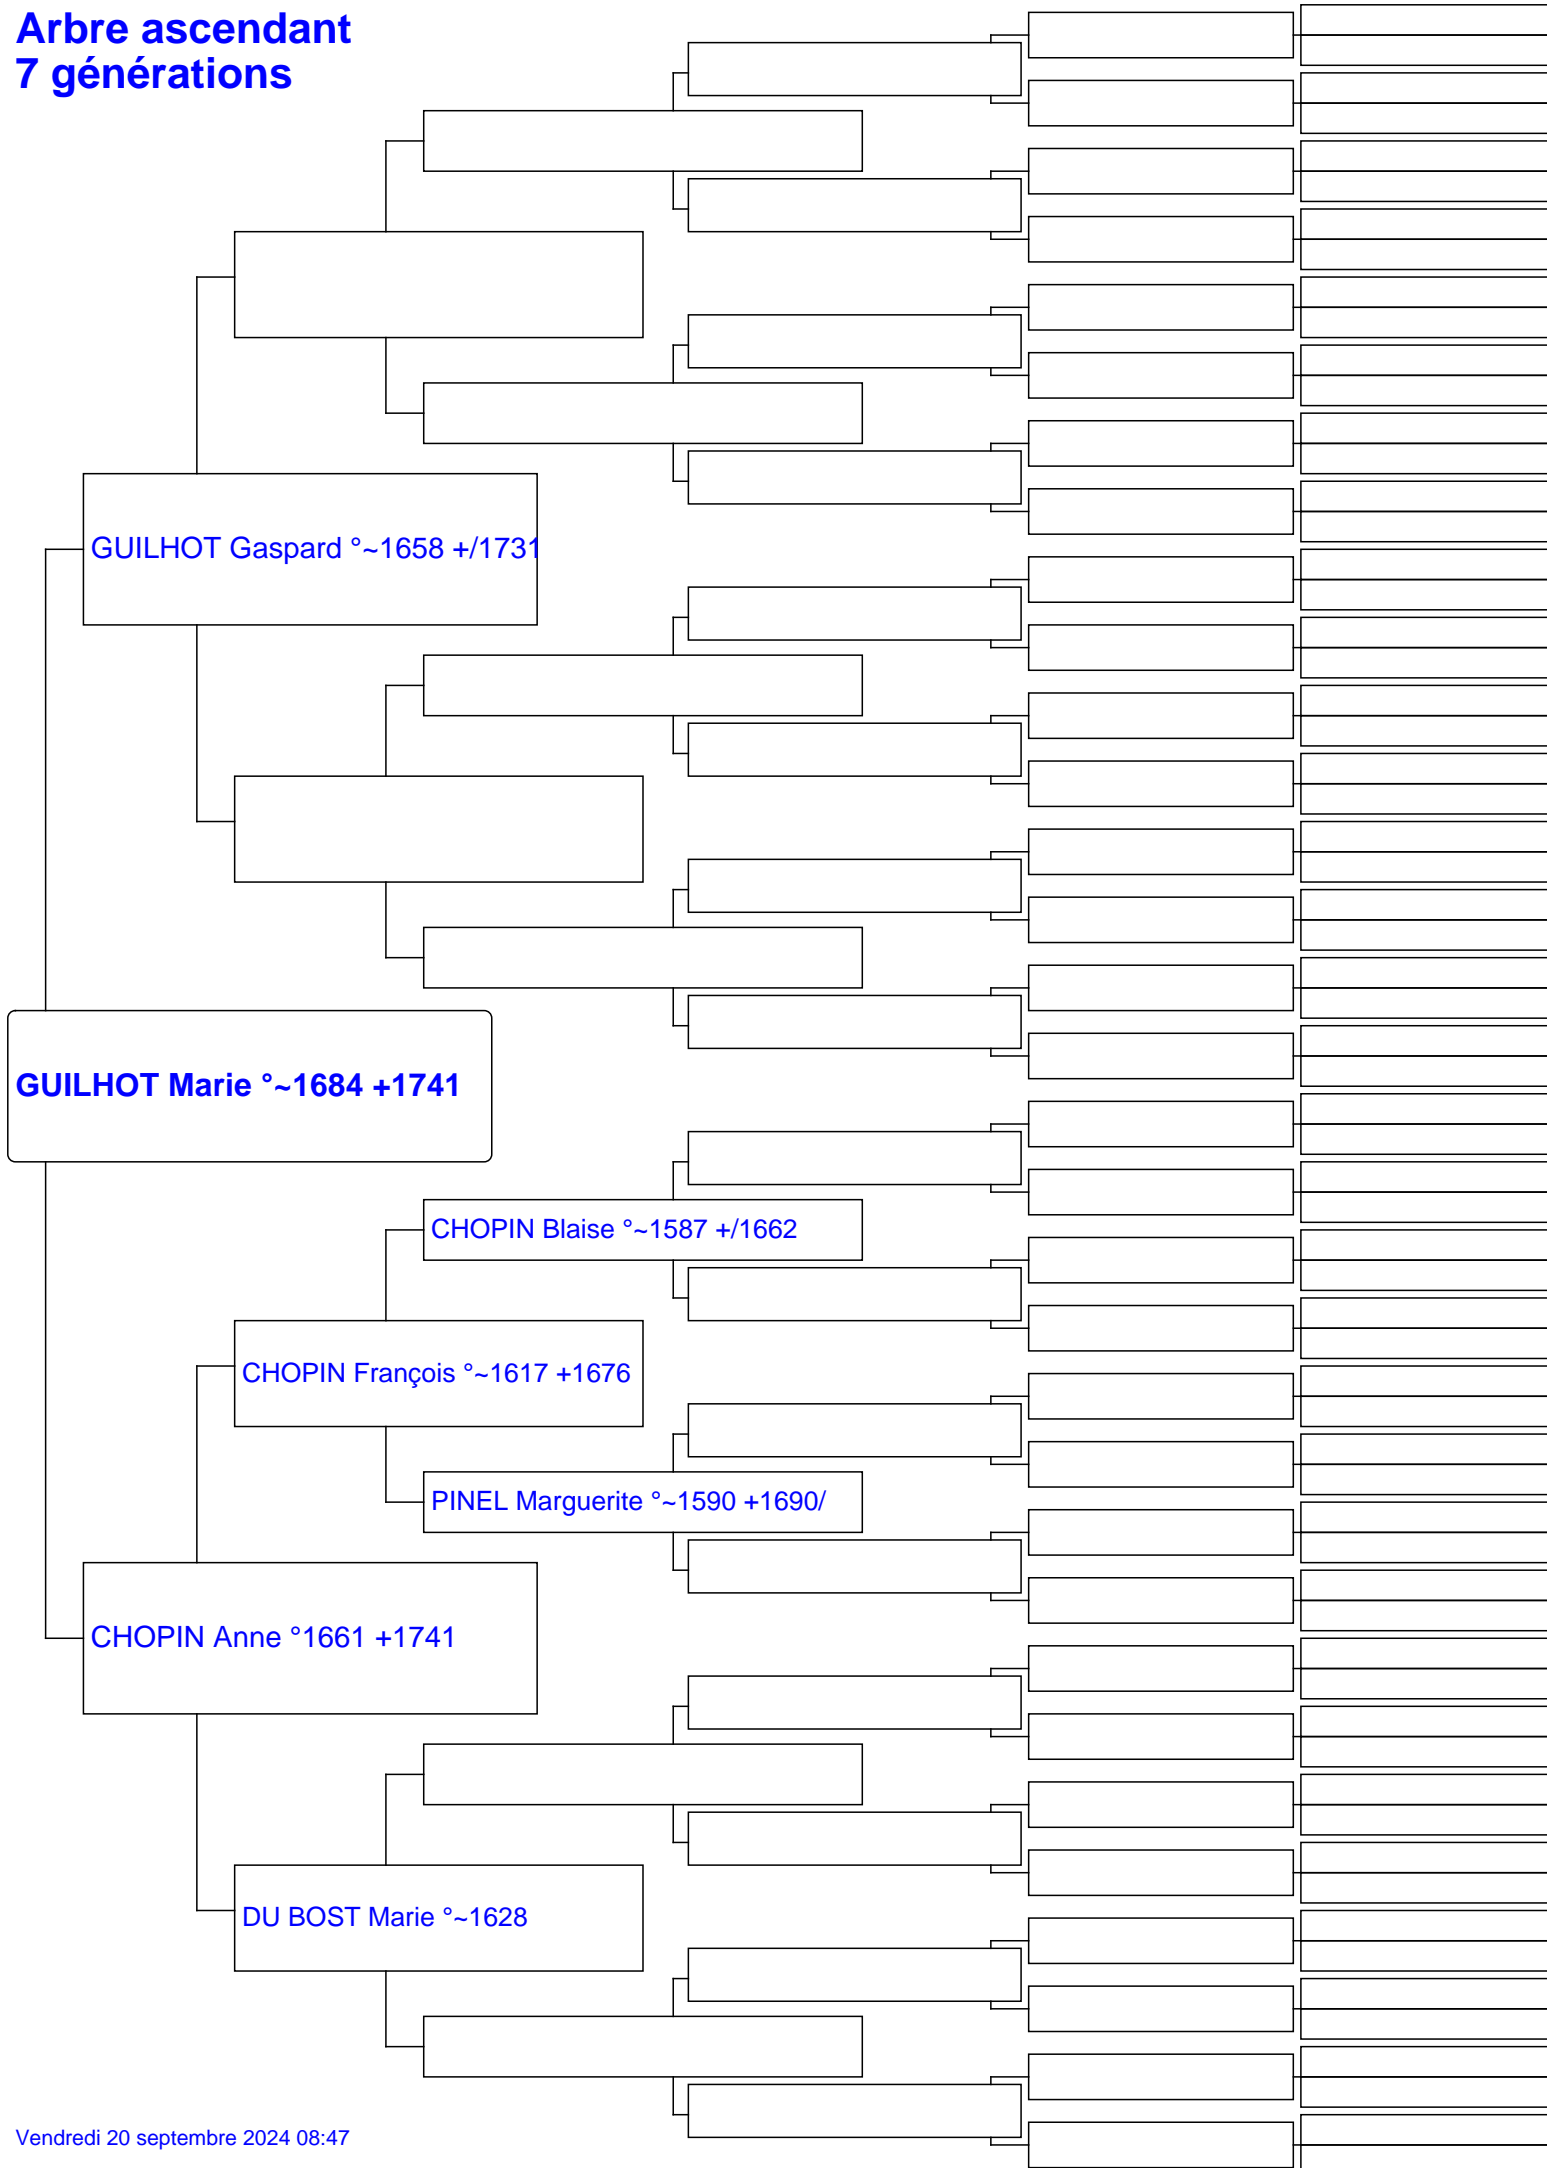 Arbre ascendant
7 générations
GUILHOT Gaspard °~1658 +/1731
GUILHOT Marie °~1684 +1741
CHOPIN Blaise °~1587 +/1662
CHOPIN François °~1617 +1676
PINEL Marguerite °~1590 +1690/
CHOPIN Anne °1661 +1741
DU BOST Marie °~1628
Vendredi 20 septembre 2024 08:47